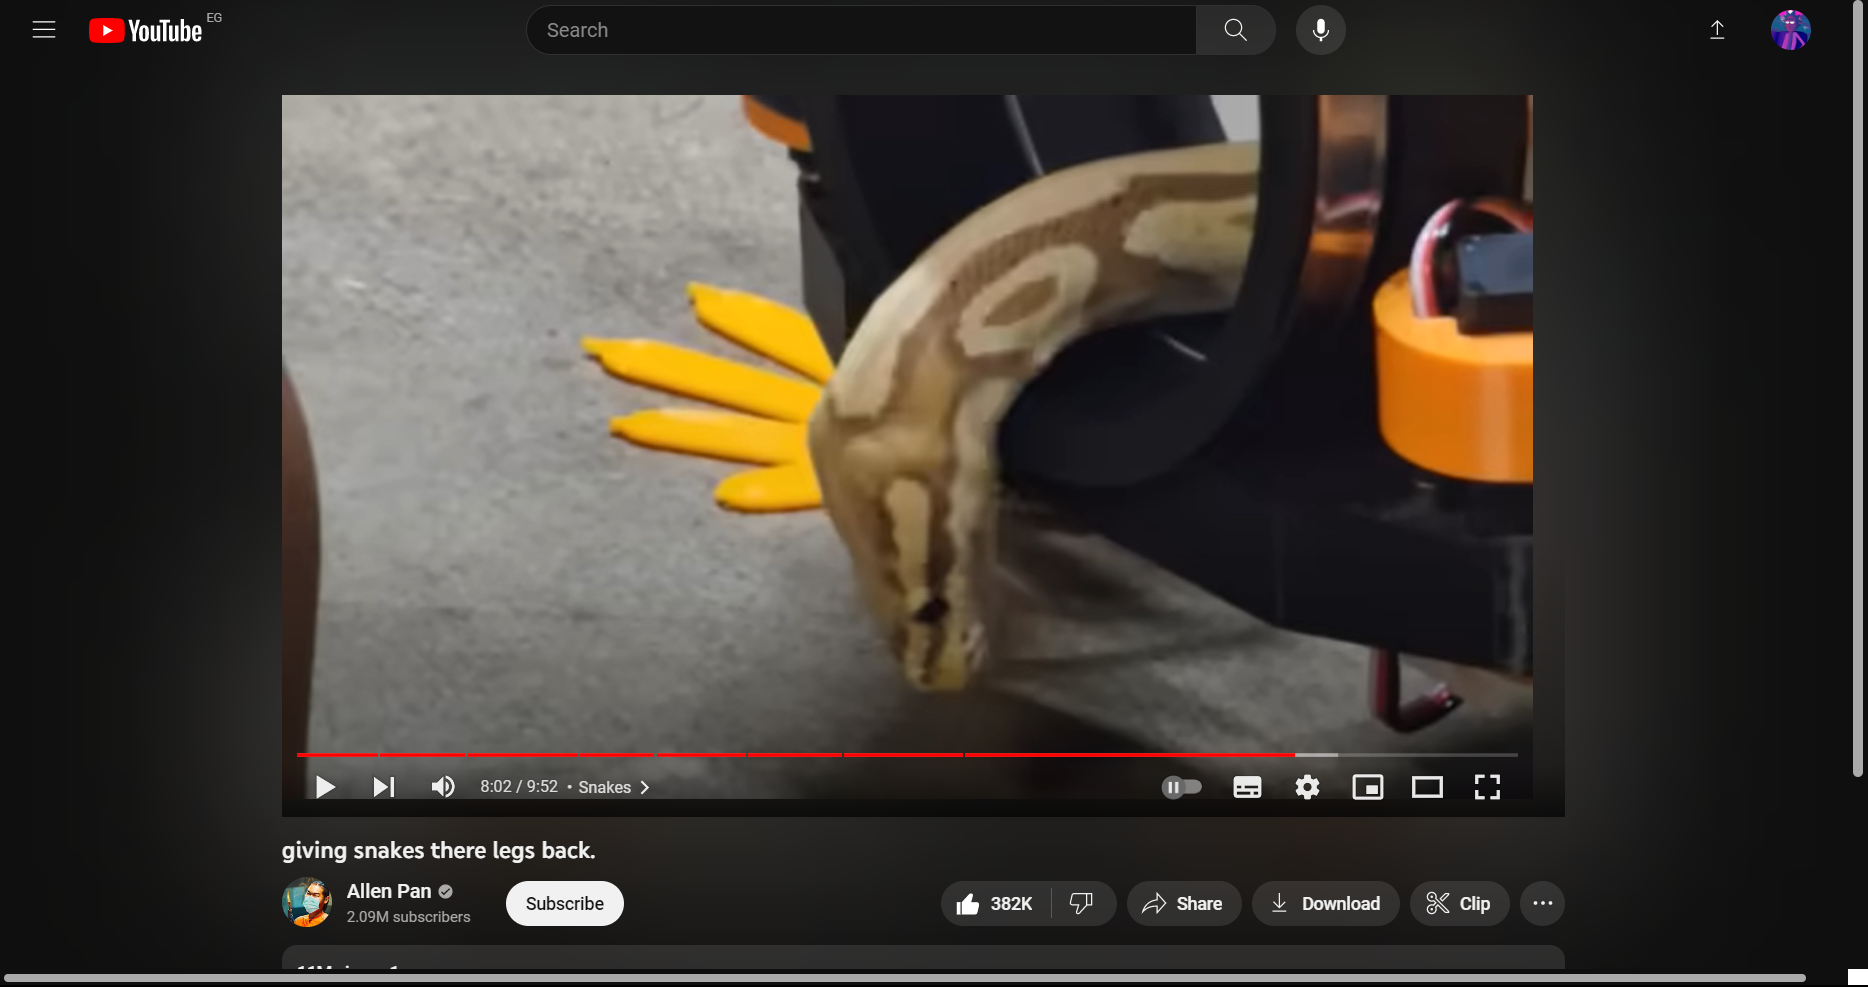 YouTube EG
Search
8:02 / 9:52 • Snakes
giving snakes there legs back.
Allen Pan
2.09M subscribers
Subscribe
382K
Share
Download
Clip